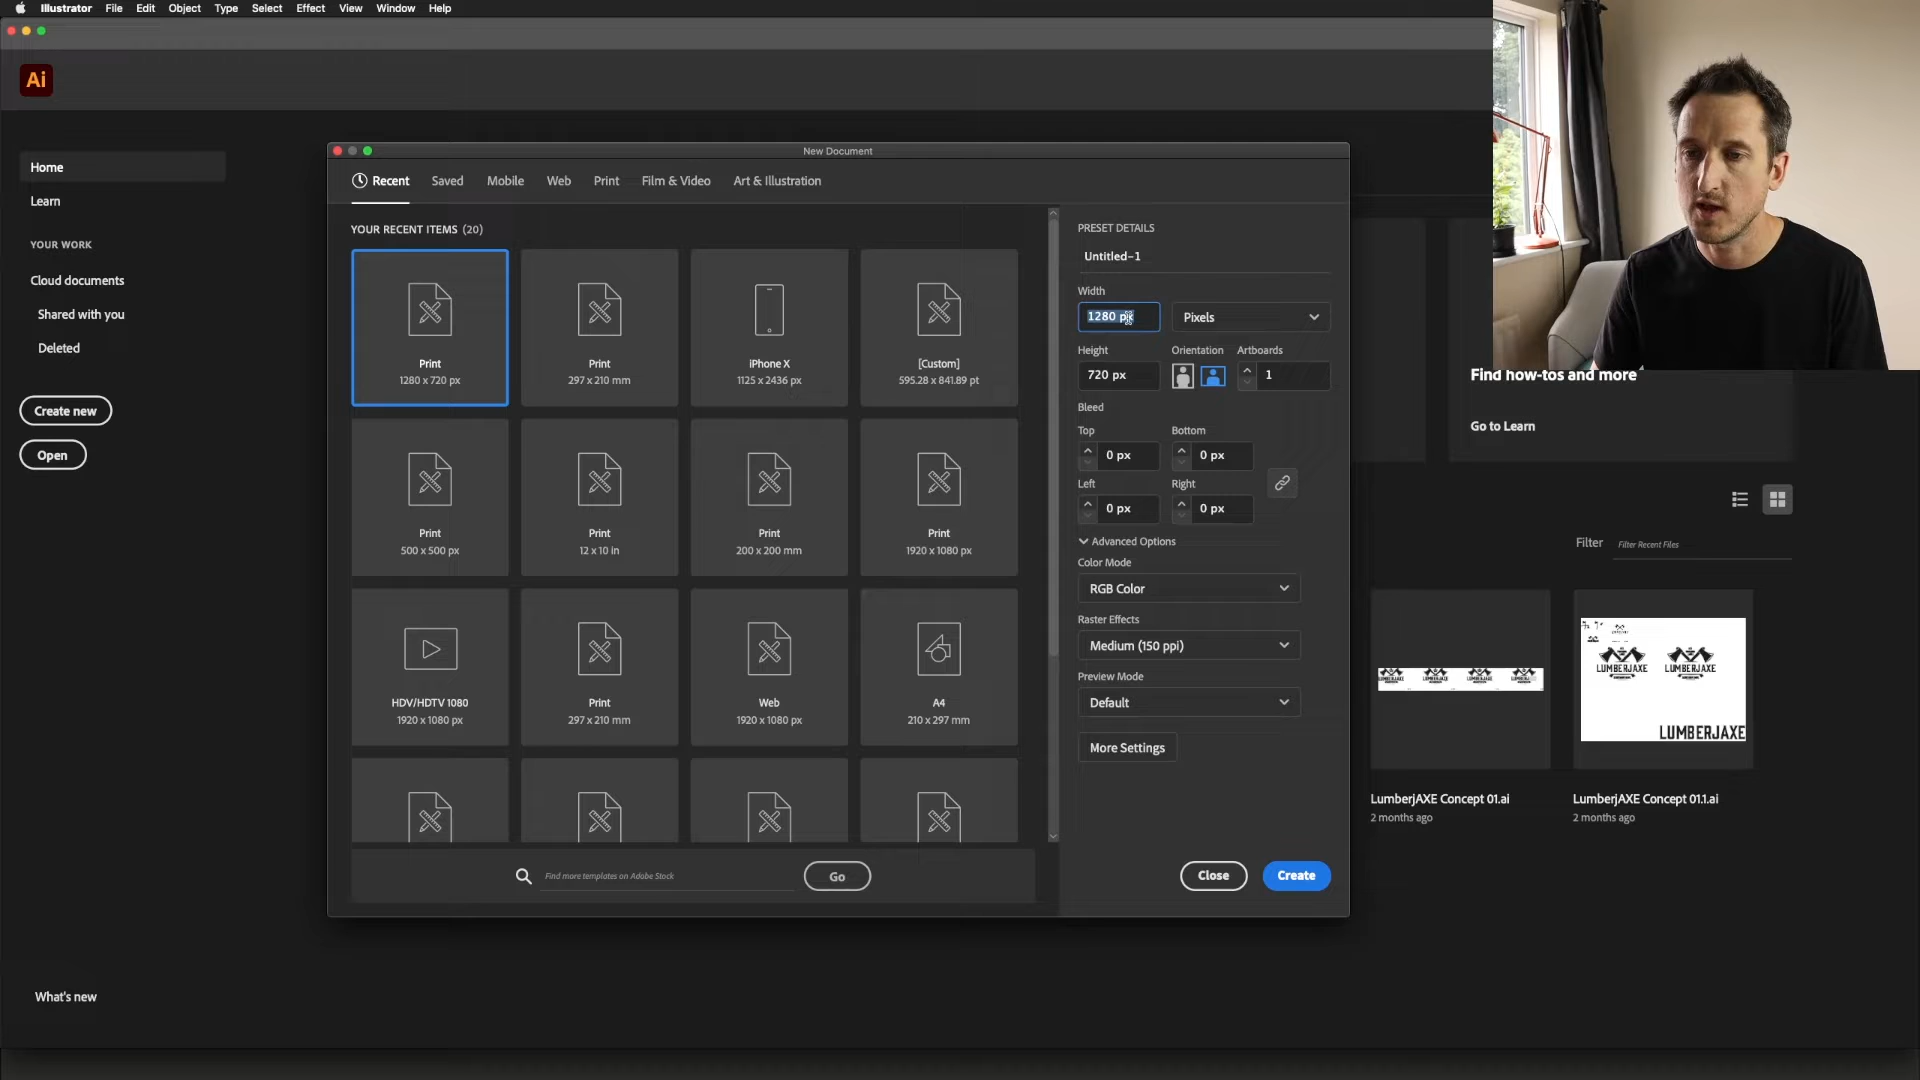 Illustrator File Edit Object Type Select Effect View Window Help
Ai
Home
Learn
YOUR WORK
Cloud documents
Shared with you
Deleted
Create new
Open
What's new
New Document
Recent Saved Mobile Web Print Film & Video Art & Illustration
YOUR RECENT ITEMS (20)
Print
1280 x 720 px
Print
297 x 210 mm
iPhone X
1125 x 2436 px
[Custom]
595.28 x 841.89 pt
Print
500 x 500 px
Print
12 x 10 in
Print
200 x 200 mm
Print
1920 x 1080 px
HDV/HDTV 1080
1920 x 1080 px
Print
297 x 210 mm
Web
1920 x 1080 px
A4
210 x 297 mm
Find more templates on Adobe Stock
Go
PRESET DETAILS
Untitled-1
Width
1280 px Pixels
Height Orientation Artboards
720 px 1
Bleed
Top Bottom
0 px 0 px
Left Right
0 px 0 px
Advanced Options
Color Mode
RGB Color
Raster Effects
Medium (150 ppi)
Preview Mode
Default
More Settings
Close Create
Find how-tos and more
Go to Learn
Filter Filter Recent Files
LUMBERJAXE LUMBERJAXE
LUMBERJAXE
LumberjAXE Concept 01.ai
2 months ago
LumberjAXE Concept 01.1.ai
2 months ago